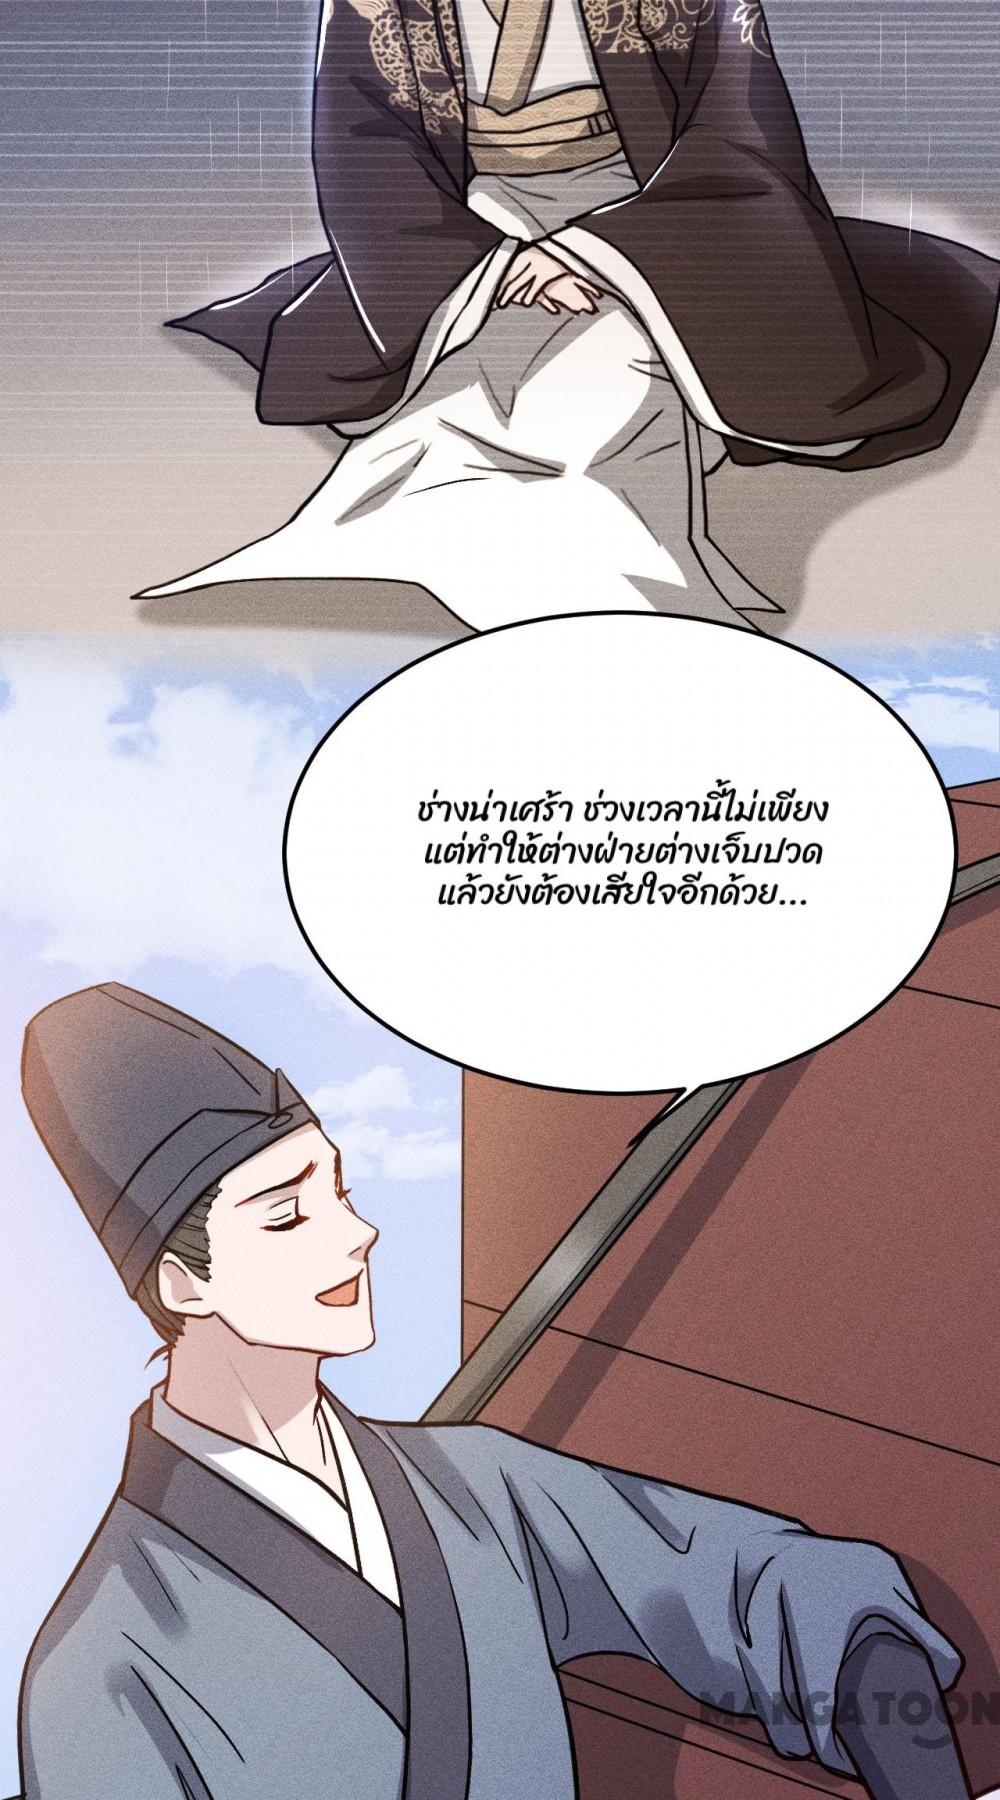 ช่างน่าเศร้า ช่วงเวลานี้ไม่เพียง
แต่ทำให้ต่างฝ่ายต่างเจ็บปวด
แล้วยังต้องเสียใจอีกด้วย...
MANGA TOON